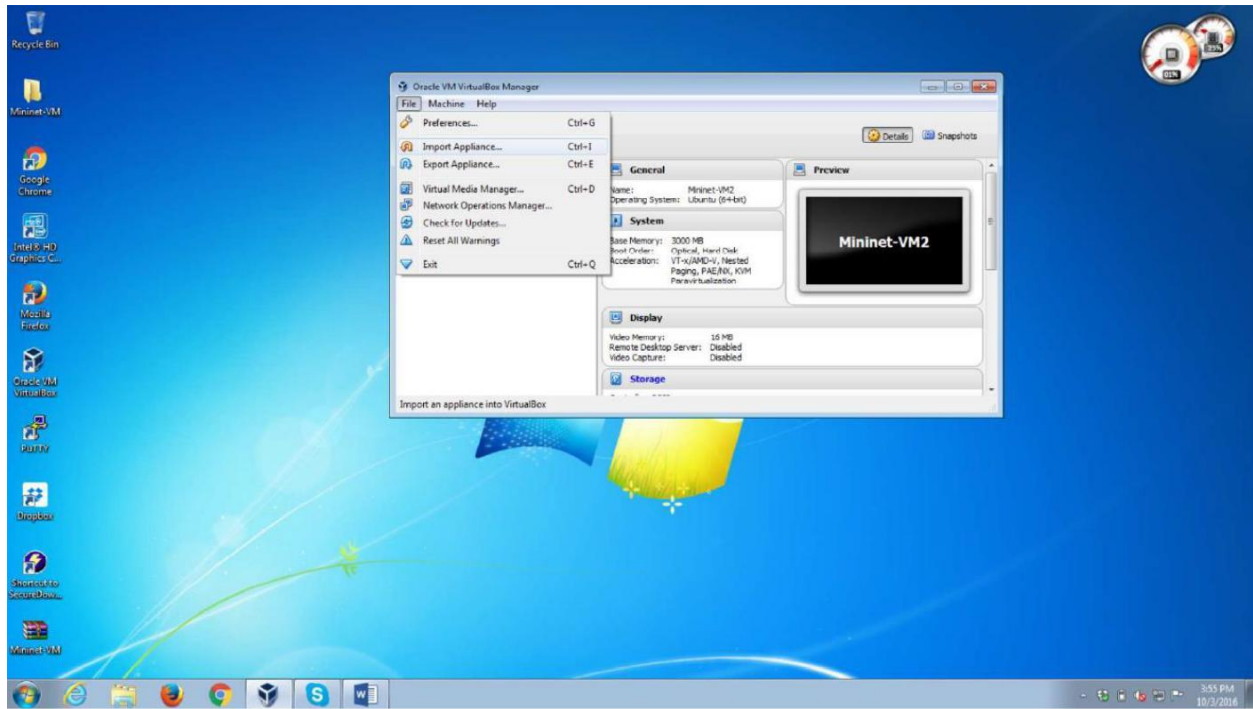 Recycle Bin
Mininet-VM
Google
Chrome
Intel® HD
Graphics C...
Mozilla
Firefox
Oracle VM
VirtualBox
PuTTY
Dropbox
Shortcut to
SecureDow...
Mininet-VM
Oracle VM VirtualBox Manager
File Machine Help
Preferences... Ctrl+G
Import Appliance... Ctrl+I
Export Appliance... Ctrl+E
Virtual Media Manager... Ctrl+D
Network Operations Manager...
Check for Updates...
Reset All Warnings
Exit Ctrl+Q
Details Snapshots
General
Name: Mininet-VM2
Operating System: Ubuntu (64-bit)
System
Base Memory: 3000 MB
Boot Order: Optical, Hard Disk
Acceleration: VT-x/AMD-V, Nested
Paging, PAE/NX, KVM
Paravirtualization
Preview
Mininet-VM2
Display
Video Memory: 16 MB
Remote Desktop Server: Disabled
Video Capture: Disabled
Storage
Import an appliance into VirtualBox
01%
3:55 PM
10/3/2016